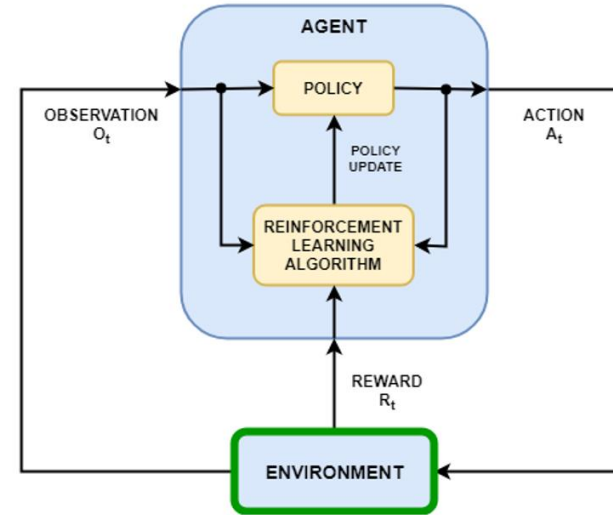 AGENT
POLICY
OBSERVATION
Oₜ
ACTION
Aₜ
POLICY
UPDATE
REINFORCEMENT
LEARNING
ALGORITHM
REWARD
Rₜ
ENVIRONMENT